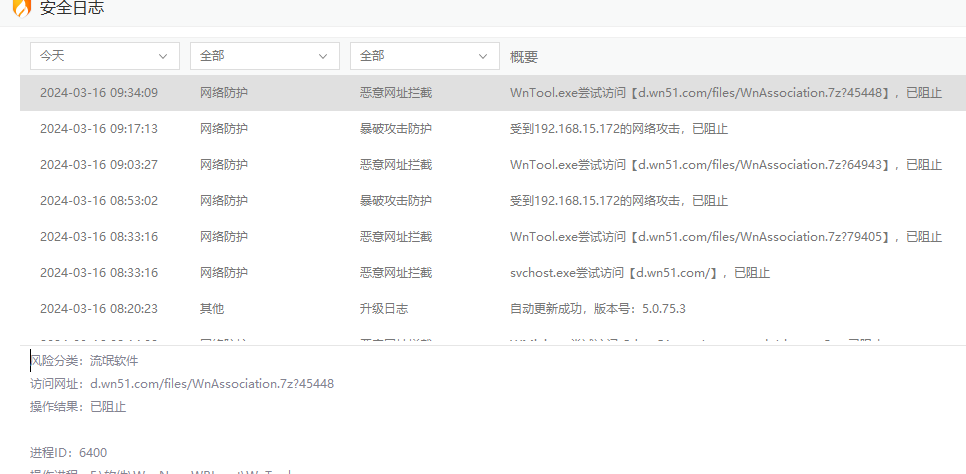 安全日志
今天 全部 全部 概要
2024-03-16 09:34:09 网络防护 恶意网址拦截 WnTool.exe尝试访问【d.wn51.com/files/WnAssociation.7z?45448】，已阻止
2024-03-16 09:17:13 网络防护 暴破攻击防护 受到192.168.15.172的网络攻击，已阻止
2024-03-16 09:03:27 网络防护 恶意网址拦截 WnTool.exe尝试访问【d.wn51.com/files/WnAssociation.7z?64943】，已阻止
2024-03-16 08:53:02 网络防护 暴破攻击防护 受到192.168.15.172的网络攻击，已阻止
2024-03-16 08:33:16 网络防护 恶意网址拦截 WnTool.exe尝试访问【d.wn51.com/files/WnAssociation.7z?79405】，已阻止
2024-03-16 08:33:16 网络防护 恶意网址拦截 svchost.exe尝试访问【d.wn51.com/】，已阻止
2024-03-16 08:20:23 其他 升级日志 自动更新成功，版本号：5.0.75.3
风险分类：流氓软件
访问网址：d.wn51.com/files/WnAssociation.7z?45448
操作结果：已阻止
进程ID：6400